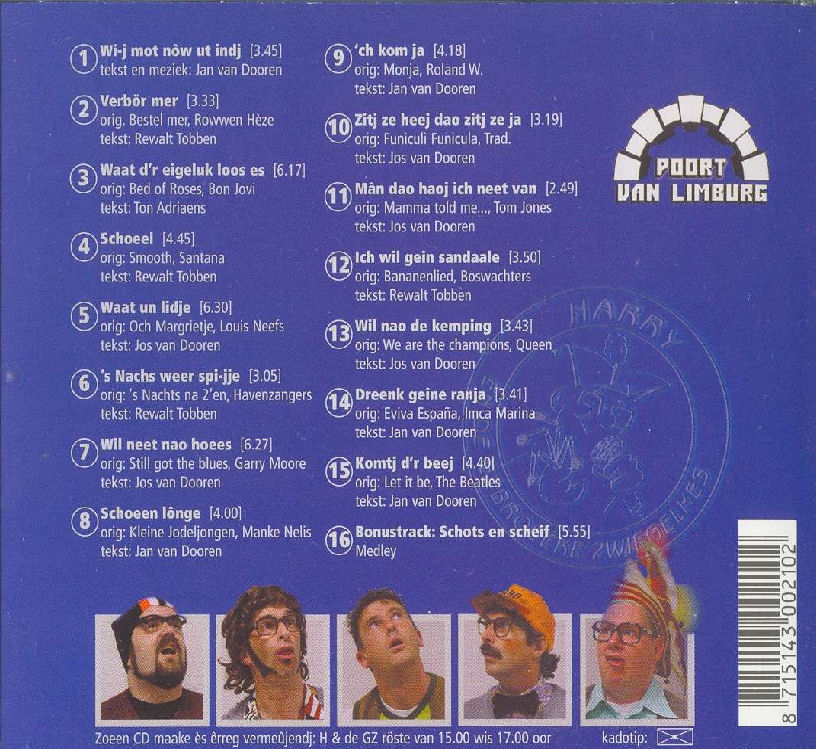 1 Wi-j mot nôw ut indj [3.45]
tekst en meziek: Jan van Dooren
2 Verbör mer [3.33]
orig. Bestel mer, Rowwen Hèze
tekst: Rewalt Tobben
3 Waat d'r eigeluk loos es [6.17]
orig: Bed of Roses, Bon Jovi
tekst: Ton Adriaens
4 Schoeel [4.45]
orig: Smooth, Santana
tekst: Rewalt Tobben
5 Waat un lidje [6.30]
orig: Och Margrietje, Louis Neefs
tekst: Jos van Dooren
6 's Nachs weer spi-jje [3.05]
orig: 's Nachts na 2'en, Havenzangers
tekst: Rewalt Tobben
7 Wil neet nao hoees [6.27]
orig: Still got the blues, Garry Moore
tekst: Jos van Dooren
8 Schoeen lônge [4.00]
orig: Kleine Jodeljongen, Manke Nelis
tekst: Jan van Dooren
9 'ch kom ja [4.18]
orig: Monja, Roland W.
tekst: Jan van Dooren
10 Zitj ze heej dao zitj ze ja [3.19]
orig: Funiculi Funicula, Trad.
tekst: Jos van Dooren
11 Mân dao haoj ich neet van [2.49]
orig: Mamma told me..., Tom Jones
tekst: Jos van Dooren
12 Ich wil gein sandaale [3.50]
orig: Bananenlied, Boswachters
tekst: Rewalt Tobben
13 Wil nao de kemping [3.43]
orig: We are the champions, Queen
tekst: Jos van Dooren
14 Dreenk geine ranja [3.41]
orig: Eviva España, Imca Marina
tekst: Jan van Dooren
15 Komtj d'r beej [4.40]
orig: Let it be, The Beatles
tekst: Jan van Dooren
16 Bonustrack: Schots en scheif [5.55]
Medley
POORT
VAN LIMBURG
HARRY
8 715143 002102
Zoeen CD maake ès èrreg vermeûjendj: H & de GZ röste van 15.00 wis 17.00 oor
kadotip: